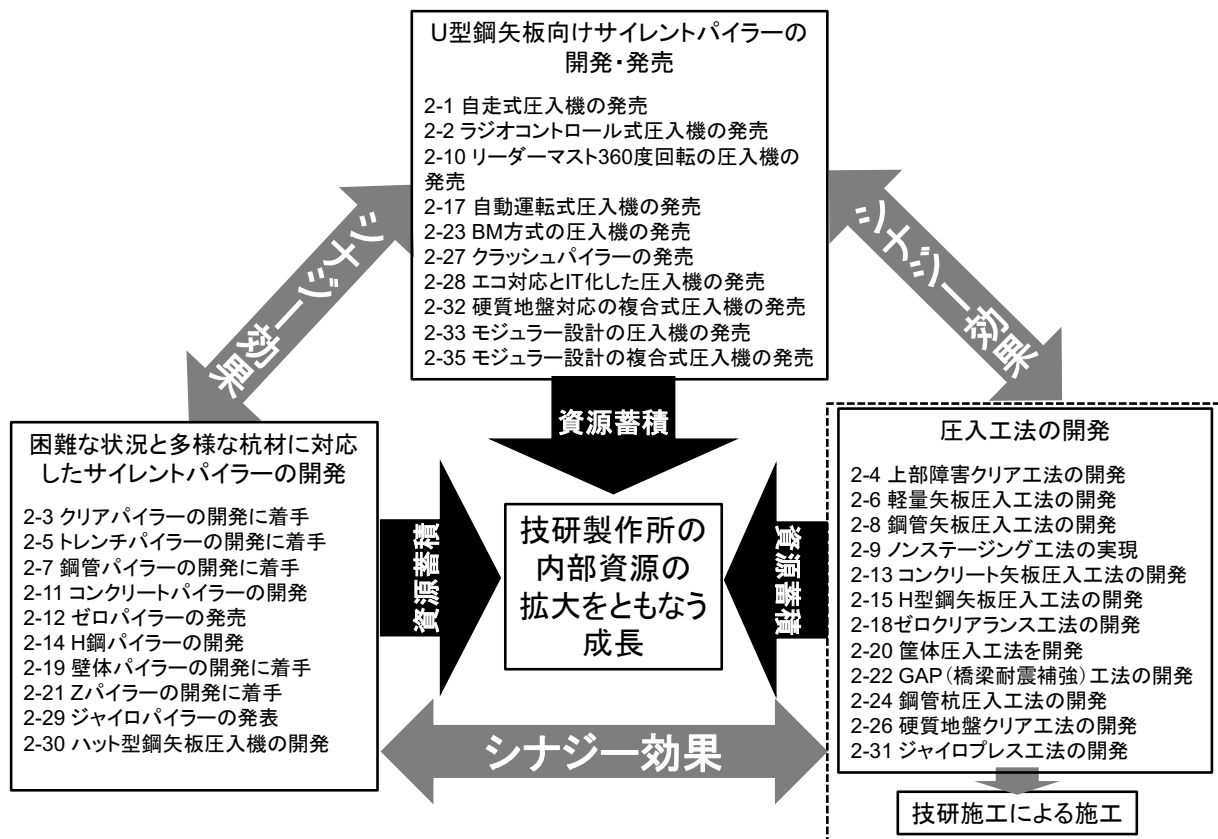 U型鋼矢板向けサイレントパイラーの
開発・発売
2-1 自走式圧入機の発売
2-2 ラジオコントロール式圧入機の発売
2-10 リーダーマスト360度回転の圧入機の
発売
2-17 自動運転式圧入機の発売
2-23 BM方式の圧入機の発売
2-27 クラッシュパイラーの発売
2-28 エコ対応とIT化した圧入機の発売
2-32 硬質地盤対応の複合式圧入機の発売
2-33 モジュラー設計の圧入機の発売
2-35 モジュラー設計の複合式圧入機の発売
シナジー効果
シナジー効果
資源蓄積
困難な状況と多様な杭材に対応
したサイレントパイラーの開発
2-3 クリアパイラーの開発に着手
2-5 トレンチパイラーの開発に着手
2-7 鋼管パイラーの開発に着手
2-11 コンクリートパイラーの開発
2-12 ゼロパイラーの発売
2-14 H鋼パイラーの開発
2-19 壁体パイラーの開発に着手
2-21 Zパイラーの開発に着手
2-29 ジャイロパイラーの発表
2-30 ハット型鋼矢板圧入機の開発
資源蓄積
技研製作所の
内部資源の
拡大をともなう
成長
資源蓄積
圧入工法の開発
2-4 上部障害クリア工法の開発
2-6 軽量矢板圧入工法の開発
2-8 鋼管矢板圧入工法の開発
2-9 ノンステージング工法の実現
2-13 コンクリート矢板圧入工法の開発
2-15 H型鋼矢板圧入工法の開発
2-18ゼロクリアランス工法の開発
2-20 筐体圧入工法を開発
2-22 GAP(橋梁耐震補強)工法の開発
2-24 鋼管杭圧入工法の開発
2-26 硬質地盤クリア工法の開発
2-31 ジャイロプレス工法の開発
シナジー効果
技研施工による施工